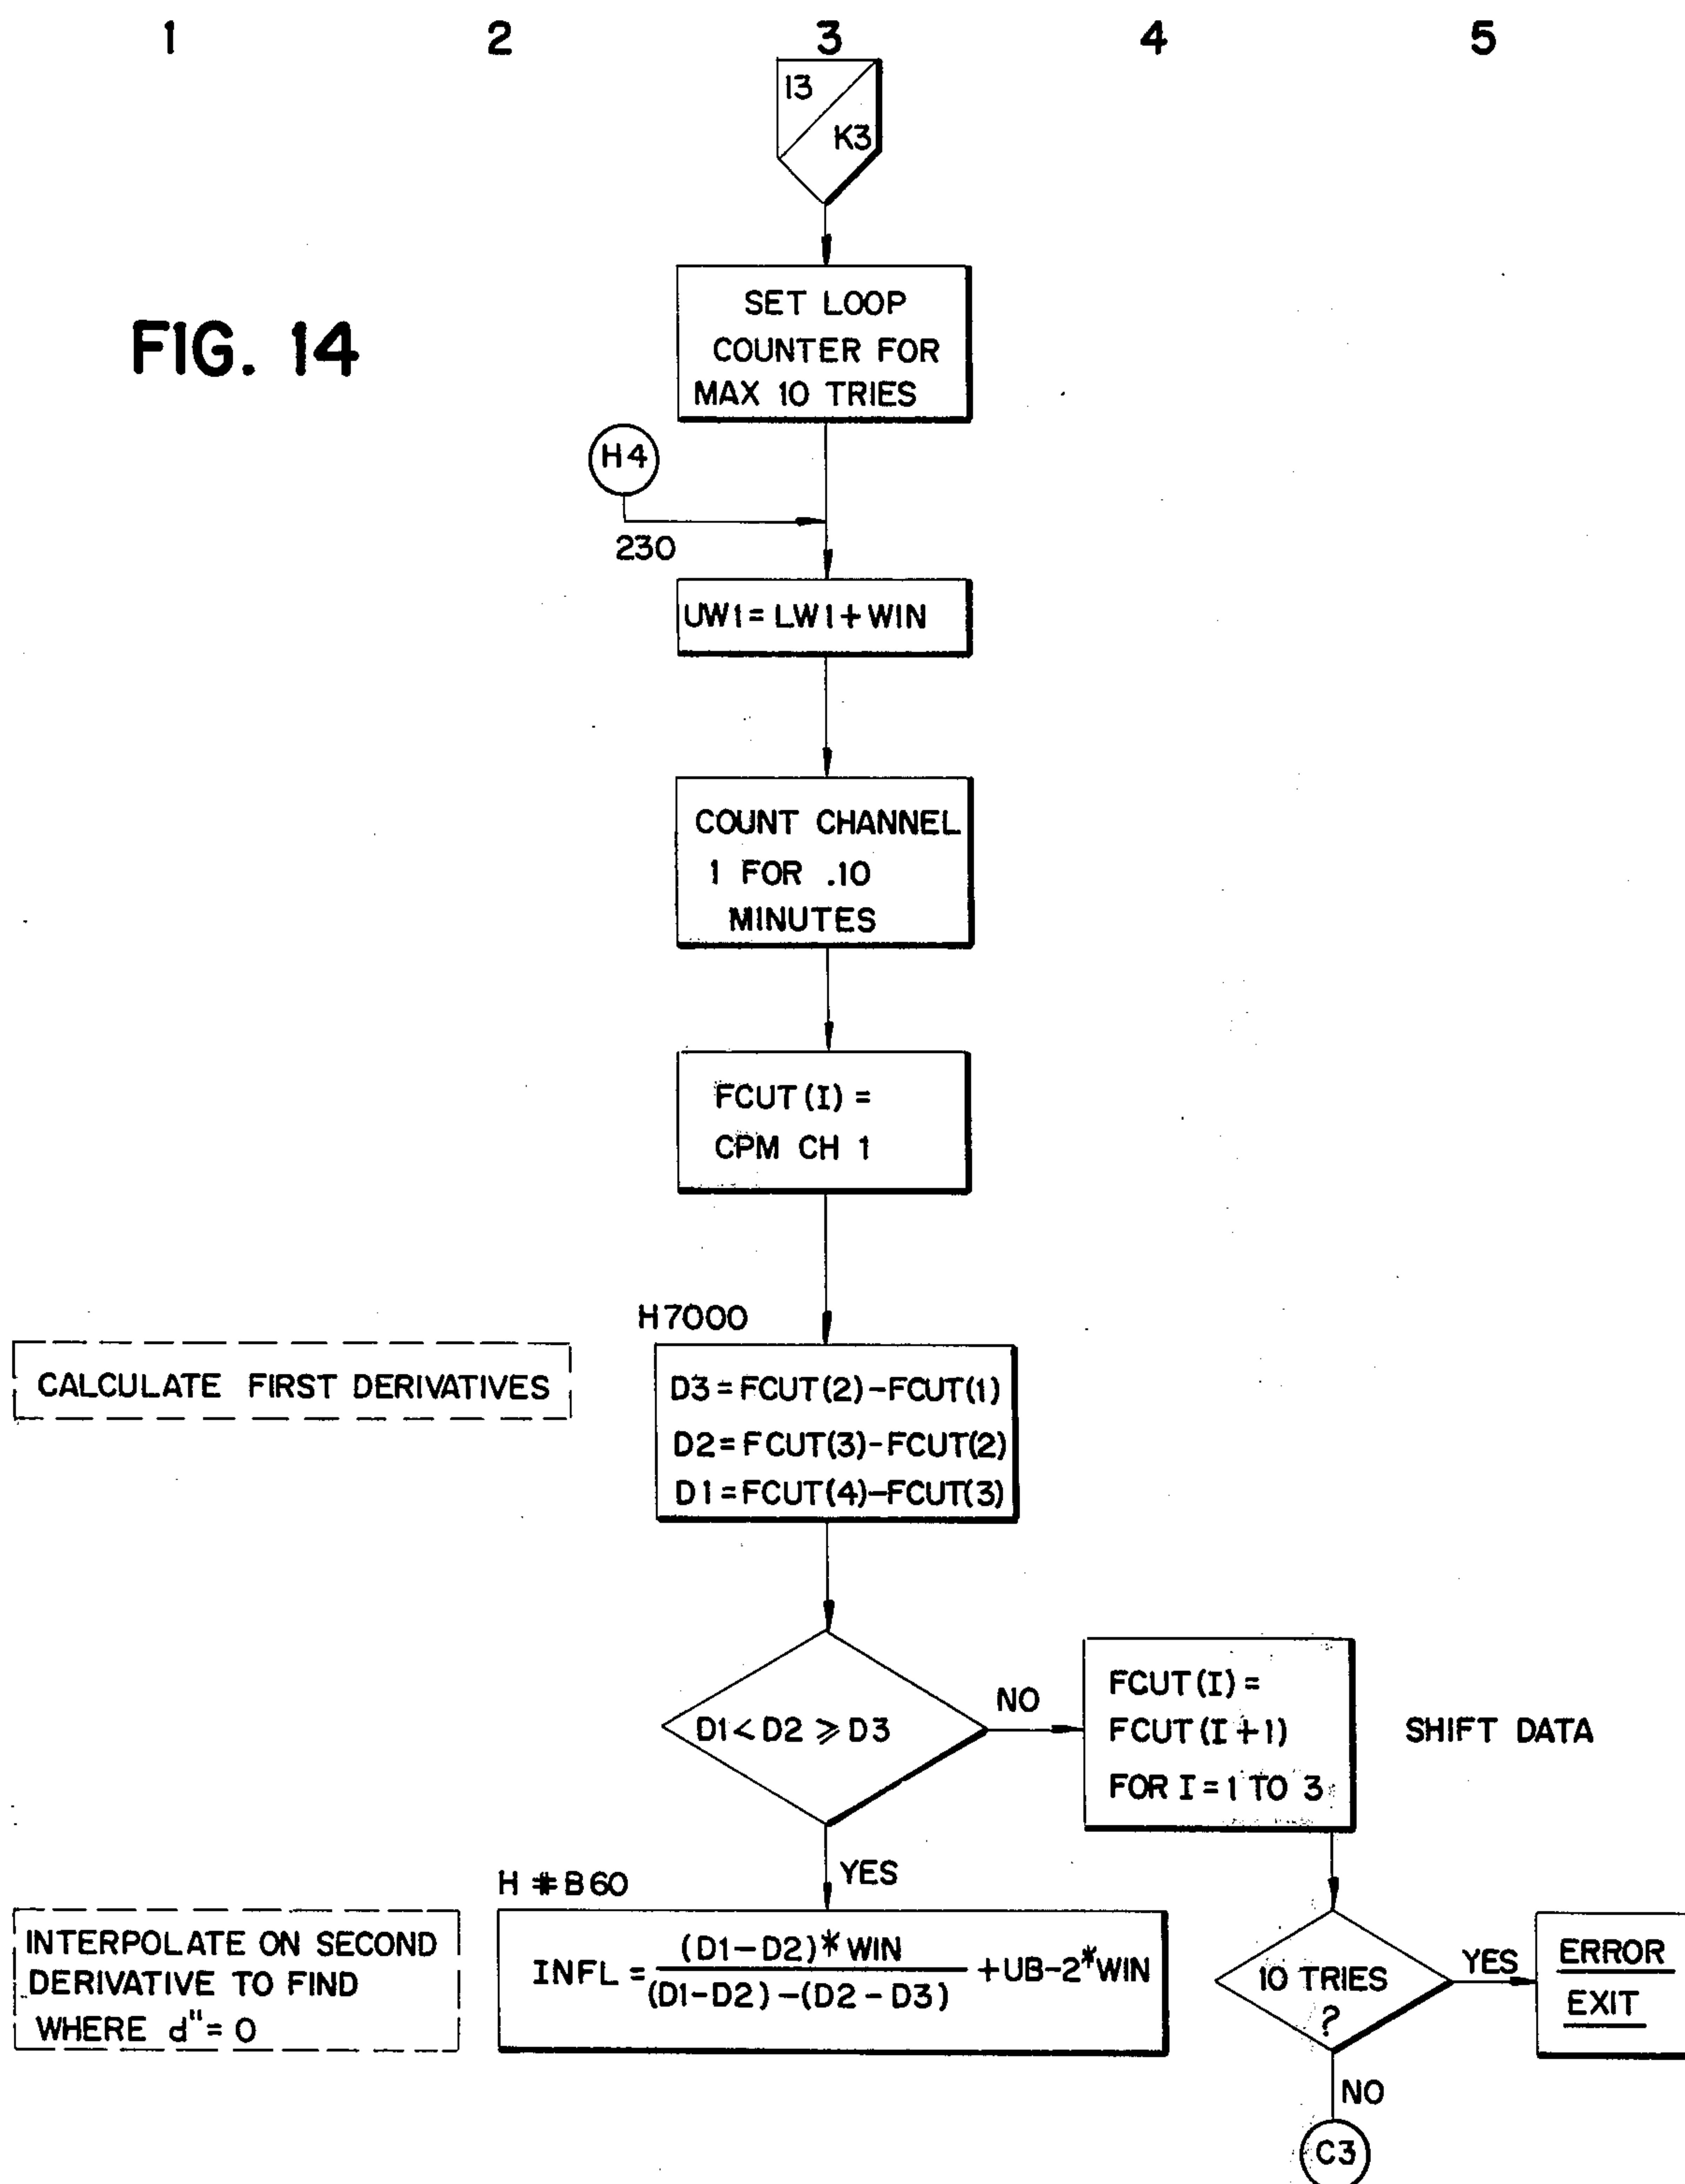 1 2 3 4 5
13
K3
FIG. 14
SET LOOP
COUNTER FOR
MAX 10 TRIES
H4
230
UW1=LW1+WIN
COUNT CHANNEL
1 FOR .10
MINUTES
FCUT(I)=
CPM CH 1
H7000
CALCULATE FIRST DERIVATIVES
D3=FCUT(2)-FCUT(1)
D2=FCUT(3)-FCUT(2)
D1=FCUT(4)-FCUT(3)
D1<D2⩾D3
NO
FCUT(I)=
FCUT(I+1)
FOR I=1 TO 3
SHIFT DATA
YES
H#B60
INTERPOLATE ON SECOND
DERIVATIVE TO FIND
WHERE d"=0
INFL=(D1-D2)*WIN/(D1-D2)-(D2-D3)+UB-2*WIN
10 TRIES
?
YES
ERROR
EXIT
NO
C3